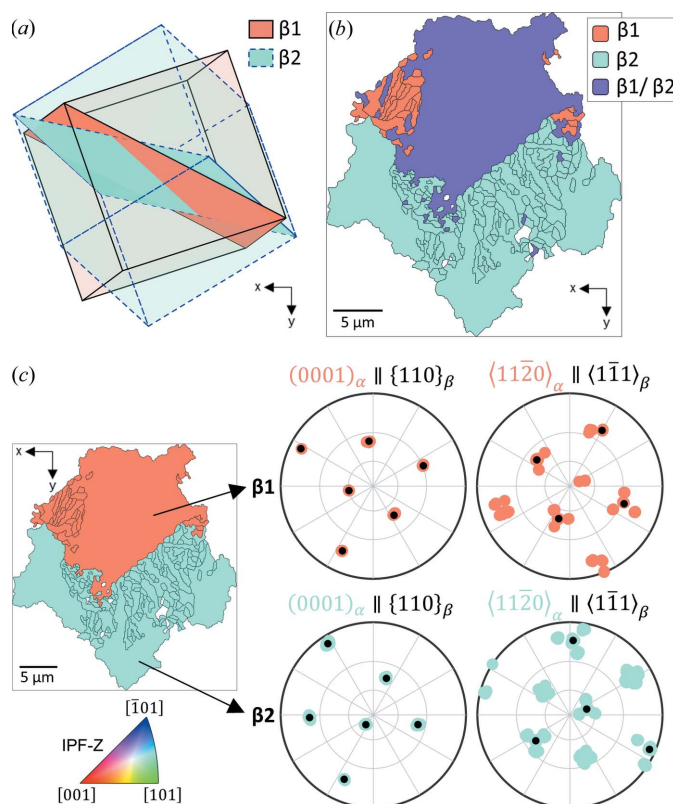 (a)
β1
β2
x
y
(b)
β1
β2
β1/ β2
x
y
5 µm
(c)
x
y
5 µm
(0001)α ∥ {110}β
⟨112̅0⟩α ∥ ⟨11̅1⟩β
β1
(0001)α ∥ {110}β
⟨112̅0⟩α ∥ ⟨11̅1⟩β
β2
IPF-Z
[1̅01]
[001]
[101]